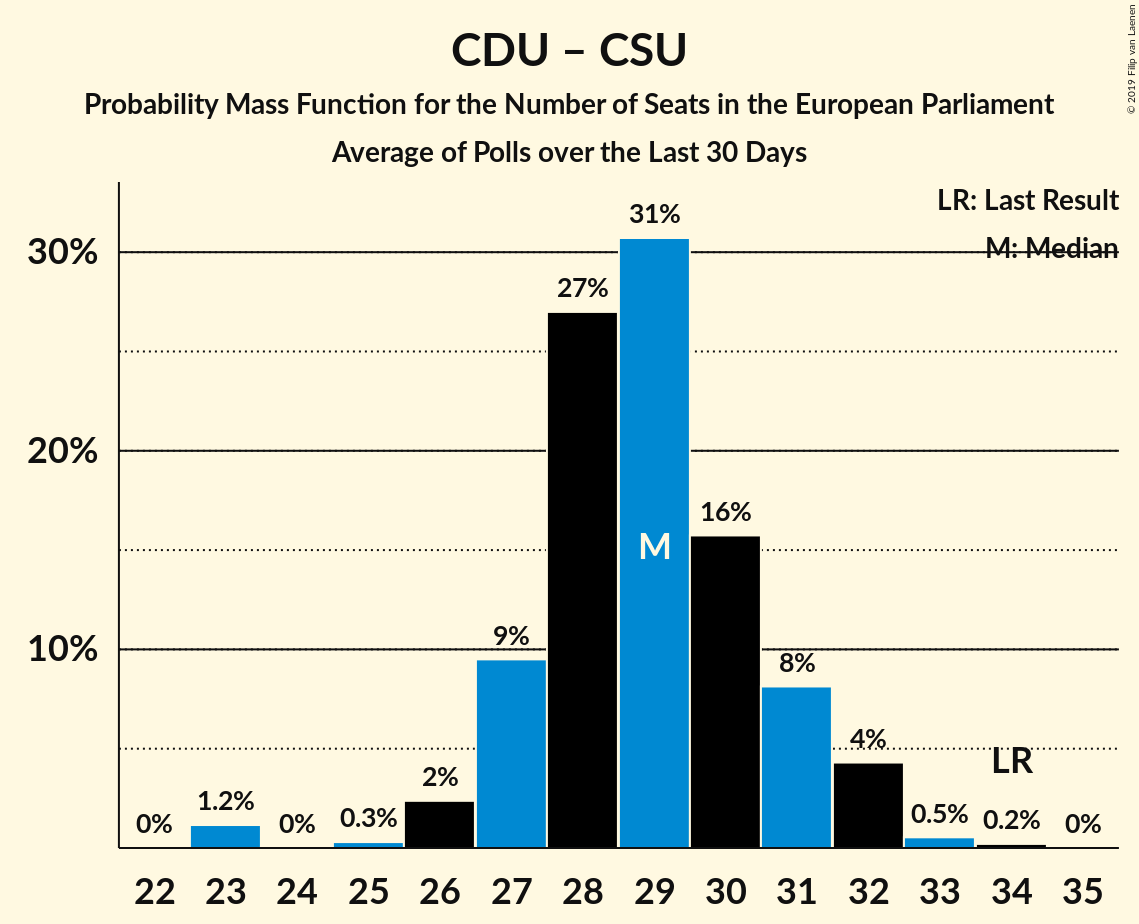 CDU – CSU
Probability Mass Function for the Number of Seats in the European Parliament
Average of Polls over the Last 30 Days
© 2019 Filip van Laenen
LR: Last Result
M: Median
30%
20%
10%
0%
1.2%
0%
0.3%
2%
9%
27%
31%
16%
8%
4%
0.5%
0.2%
0%
M
LR
22 23 24 25 26 27 28 29 30 31 32 33 34 35